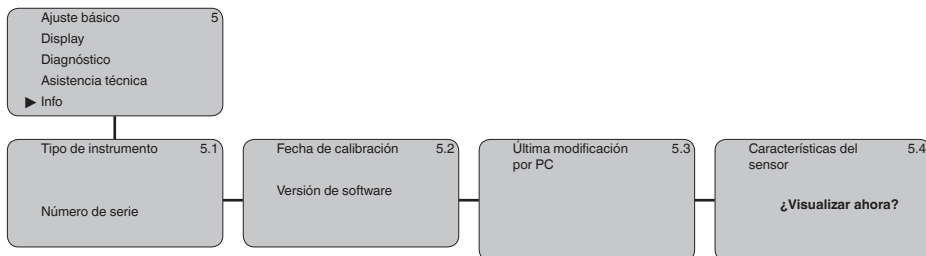 Ajuste básico 5
Display
Diagnóstico
Asistencia técnica
▶ Info
Tipo de instrumento 5.1
Número de serie
Fecha de calibración 5.2
Versión de software
Última modificación 5.3
por PC
Características del 5.4
sensor
¿Visualizar ahora?